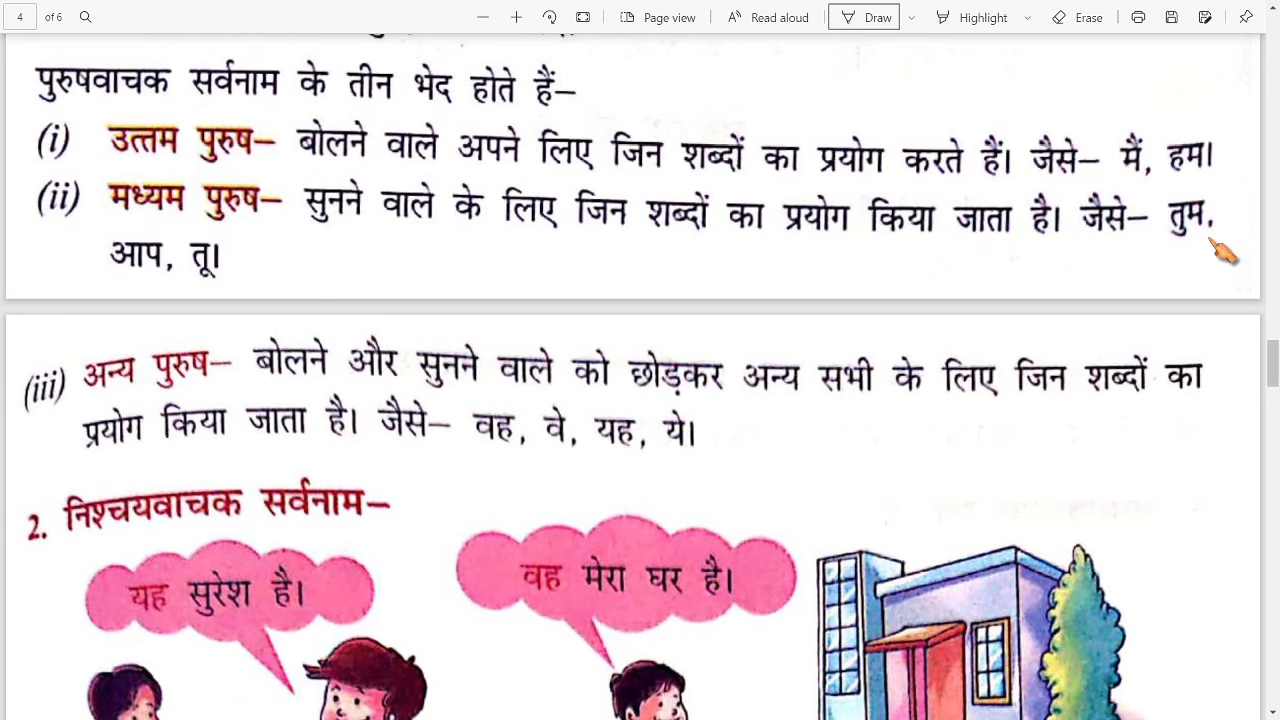 4 of 6
Page view
Read aloud
Draw
Highlight
Erase
पुरुषवाचक सर्वनाम के तीन भेद होते हैं–
(i) उत्तम पुरुष– बोलने वाले अपने लिए जिन शब्दों का प्रयोग करते हैं। जैसे– मैं, हम।
(ii) मध्यम पुरुष– सुनने वाले के लिए जिन शब्दों का प्रयोग किया जाता है। जैसे– तुम,
आप, तू।
(iii) अन्य पुरुष– बोलने और सुनने वाले को छोड़कर अन्य सभी के लिए जिन शब्दों का
प्रयोग किया जाता है। जैसे– वह, वे, यह, ये।
2. निश्चयवाचक सर्वनाम–
यह सुरेश है।
वह मेरा घर है।